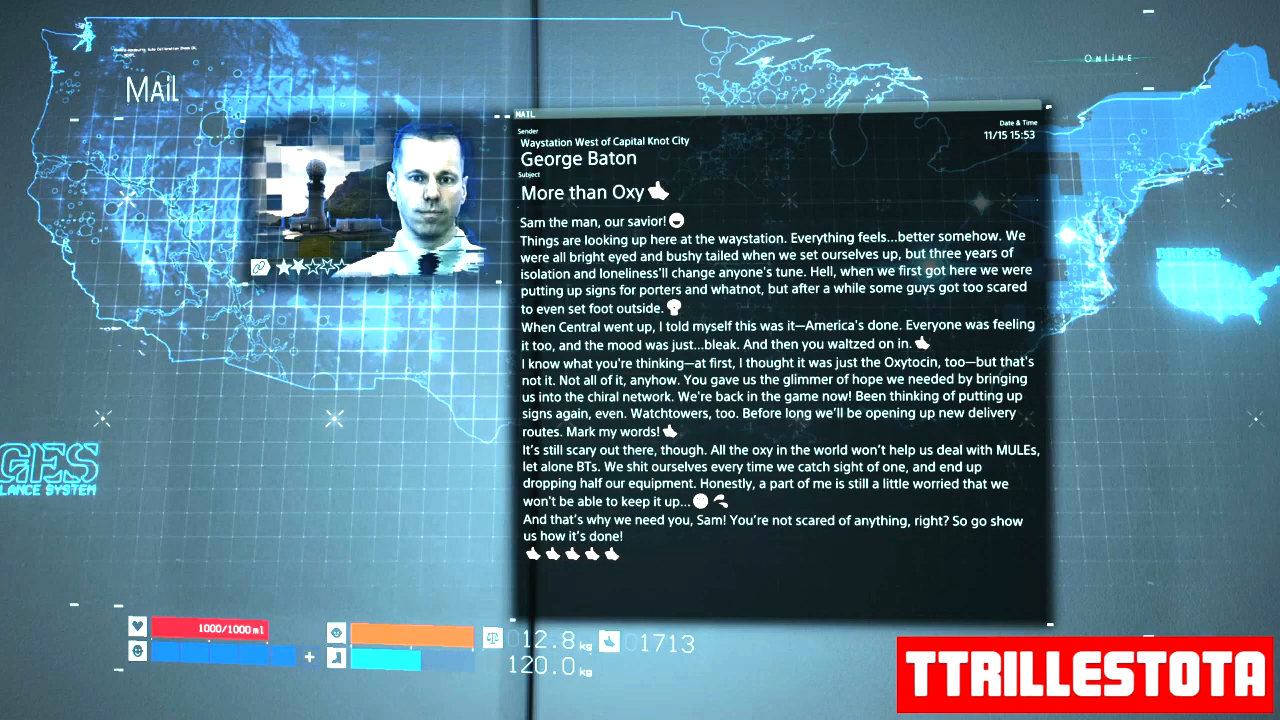 MAiL
OnLinE
MAIL
Sender
Date & Time
Waystation West of Capital Knot City
11/15 15:53
George Baton
Subject
More than Oxy
Sam the man, our savior!
Things are looking up here at the waystation. Everything feels...better somehow. We
were all bright eyed and bushy tailed when we set ourselves up, but three years of
isolation and loneliness'll change anyone's tune. Hell, when we first got here we were
putting up signs for porters and whatnot, but after a while some guys got too scared
to even set foot outside.
When Central went up, I told myself this was it—America's done. Everyone was feeling
it too, and the mood was just...bleak. And then you waltzed on in.
I know what you're thinking—at first, I thought it was just the Oxytocin, too—but that's
not it. Not all of it, anyhow. You gave us the glimmer of hope we needed by bringing
us into the chiral network. We're back in the game now! Been thinking of putting up
signs again, even. Watchtowers, too. Before long we'll be opening up new delivery
routes. Mark my words!
It's still scary out there, though. All the oxy in the world won't help us deal with MULEs,
let alone BTs. We shit ourselves every time we catch sight of one, and end up
dropping half our equipment. Honestly, a part of me is still a little worried that we
won't be able to keep it up...
And that's why we need you, Sam! You're not scared of anything, right? So go show
us how it's done!
BRIDGES
GES
LANCE SYSTEM
1000/1000 ml
+
012.8 kg
01713
120.0 kg
TTRILLESTOTA